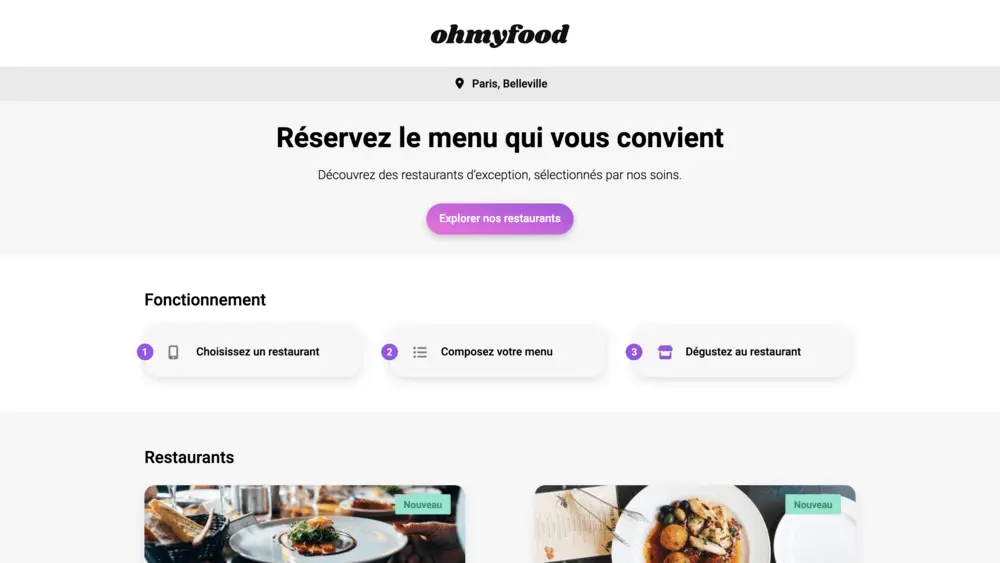 ohmyfood
Paris, Belleville
Réservez le menu qui vous convient
Découvrez des restaurants d'exception, sélectionnés par nos soins.
Explorer nos restaurants
Fonctionnement
1 Choisissez un restaurant
2 Composez votre menu
3 Dégustez au restaurant
Restaurants
Nouveau
Nouveau